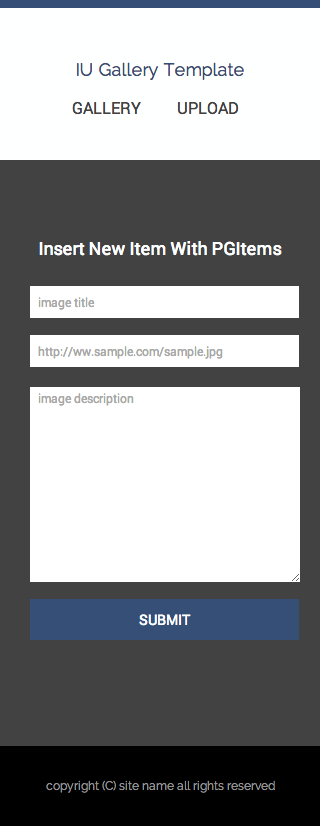 IU Gallery Template
GALLERY UPLOAD
Insert New Item With PGItems
image title
http://ww.sample.com/sample.jpg
image description
SUBMIT
copyright (C) site name all rights reserved